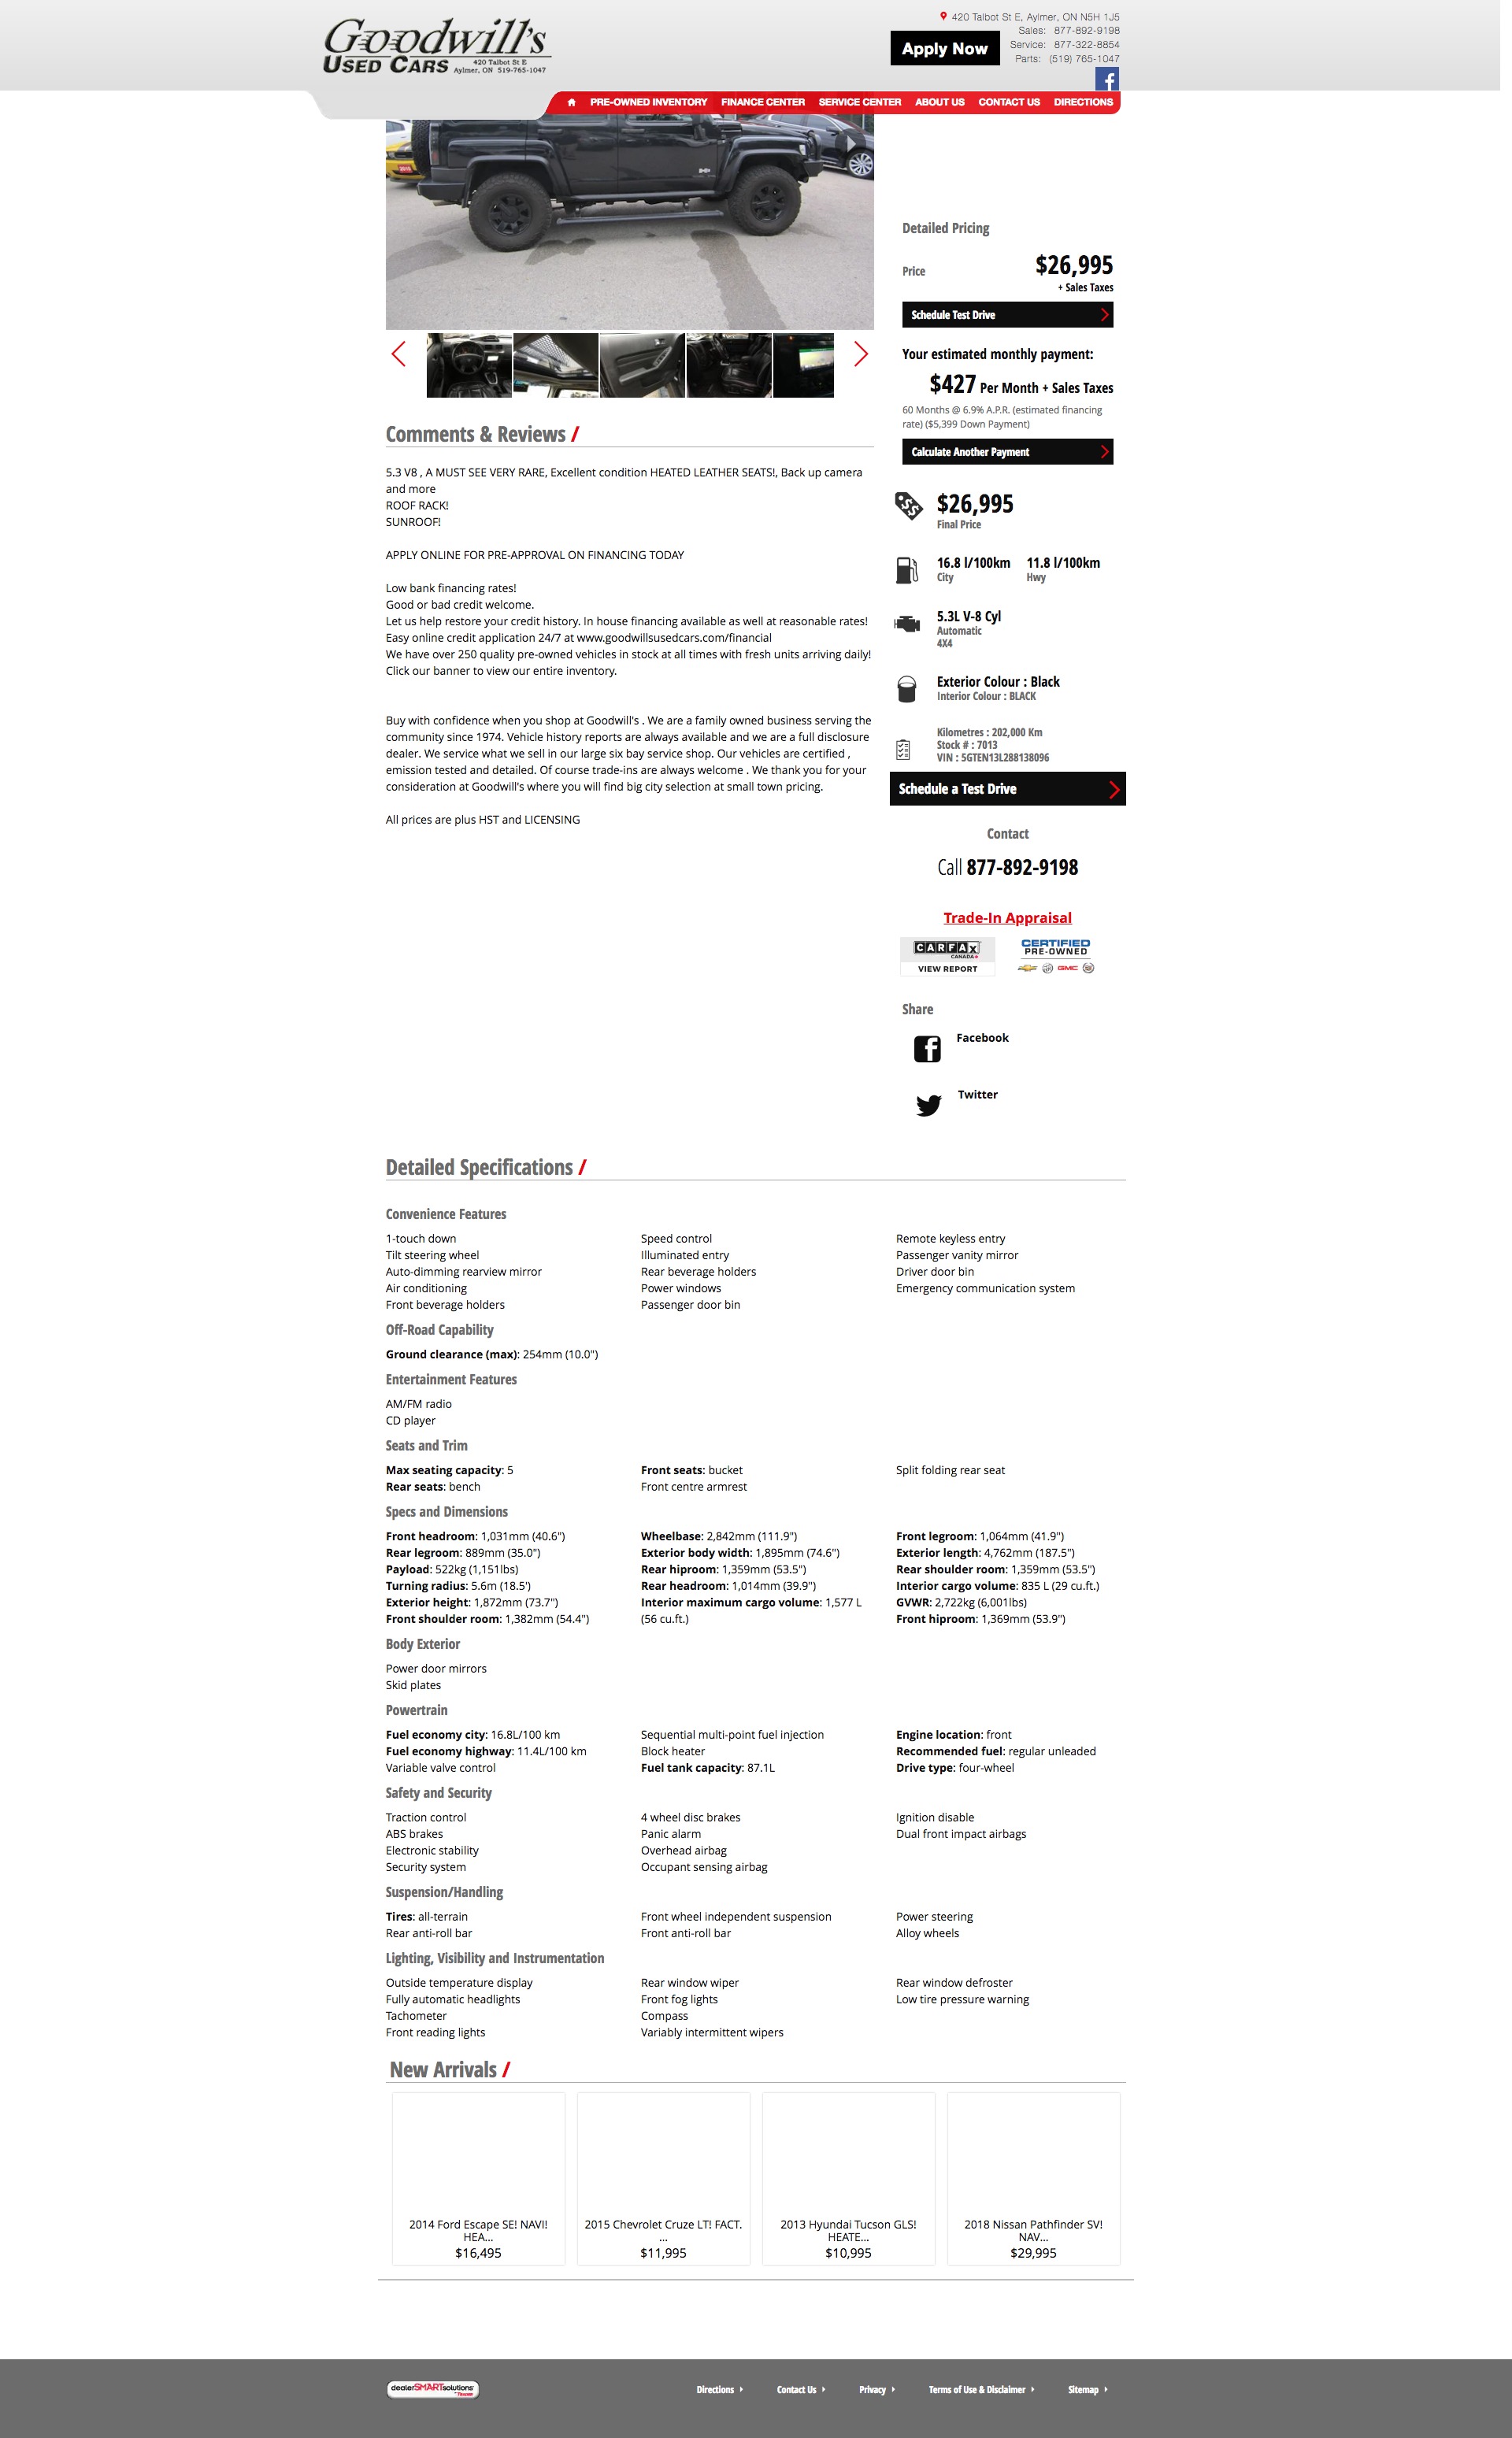 Goodwill's
USED CARS
420 Talbot St E
Aylmer, ON 519-765-1047
Apply Now
420 Talbot St E, Aylmer, ON N5H 1J5
Sales: 877-892-9198
Service: 877-322-8854
Parts: (519) 765-1047
PRE-OWNED INVENTORY FINANCE CENTER SERVICE CENTER ABOUT US CONTACT US DIRECTIONS
Detailed Pricing
Price $26,995
+ Sales Taxes
Schedule Test Drive
Your estimated monthly payment:
$427 Per Month + Sales Taxes
60 Months @ 6.9% A.P.R. (estimated financing
rate) ($5,399 Down Payment)
Calculate Another Payment
$26,995
Final Price
16.8 l/100km 11.8 l/100km
City Hwy
5.3L V-8 Cyl
Automatic
4X4
Exterior Colour : Black
Interior Colour : BLACK
Kilometres : 202,000 Km
Stock # : 7013
VIN : 5GTEN13L288138096
Schedule a Test Drive
Contact
Call 877-892-9198
Trade-In Appraisal
CARFAX
CANADA
VIEW REPORT
CERTIFIED
PRE-OWNED
GMC
Share
Facebook
Twitter
Comments & Reviews /
5.3 V8 , A MUST SEE VERY RARE, Excellent condition HEATED LEATHER SEATS!, Back up camera
and more
ROOF RACK!
SUNROOF!
APPLY ONLINE FOR PRE-APPROVAL ON FINANCING TODAY
Low bank financing rates!
Good or bad credit welcome.
Let us help restore your credit history. In house financing available as well at reasonable rates!
Easy online credit application 24/7 at www.goodwillsusedcars.com/financial
We have over 250 quality pre-owned vehicles in stock at all times with fresh units arriving daily!
Click our banner to view our entire inventory.
Buy with confidence when you shop at Goodwill's . We are a family owned business serving the
community since 1974. Vehicle history reports are always available and we are a full disclosure
dealer. We service what we sell in our large six bay service shop. Our vehicles are certified ,
emission tested and detailed. Of course trade-ins are always welcome . We thank you for your
consideration at Goodwill's where you will find big city selection at small town pricing.
All prices are plus HST and LICENSING
Detailed Specifications /
Convenience Features
1-touch down Speed control Remote keyless entry
Tilt steering wheel Illuminated entry Passenger vanity mirror
Auto-dimming rearview mirror Rear beverage holders Driver door bin
Air conditioning Power windows Emergency communication system
Front beverage holders Passenger door bin
Off-Road Capability
Ground clearance (max): 254mm (10.0")
Entertainment Features
AM/FM radio
CD player
Seats and Trim
Max seating capacity: 5 Front seats: bucket Split folding rear seat
Rear seats: bench Front centre armrest
Specs and Dimensions
Front headroom: 1,031mm (40.6") Wheelbase: 2,842mm (111.9") Front legroom: 1,064mm (41.9")
Rear legroom: 889mm (35.0") Exterior body width: 1,895mm (74.6") Exterior length: 4,762mm (187.5")
Payload: 522kg (1,151lbs) Rear hiproom: 1,359mm (53.5") Rear shoulder room: 1,359mm (53.5")
Turning radius: 5.6m (18.5') Rear headroom: 1,014mm (39.9") Interior cargo volume: 835 L (29 cu.ft.)
Exterior height: 1,872mm (73.7") Interior maximum cargo volume: 1,577 L GVWR: 2,722kg (6,001lbs)
Front shoulder room: 1,382mm (54.4") (56 cu.ft.) Front hiproom: 1,369mm (53.9")
Body Exterior
Power door mirrors
Skid plates
Powertrain
Fuel economy city: 16.8L/100 km Sequential multi-point fuel injection Engine location: front
Fuel economy highway: 11.4L/100 km Block heater Recommended fuel: regular unleaded
Variable valve control Fuel tank capacity: 87.1L Drive type: four-wheel
Safety and Security
Traction control 4 wheel disc brakes Ignition disable
ABS brakes Panic alarm Dual front impact airbags
Electronic stability Overhead airbag
Security system Occupant sensing airbag
Suspension/Handling
Tires: all-terrain Front wheel independent suspension Power steering
Rear anti-roll bar Front anti-roll bar Alloy wheels
Lighting, Visibility and Instrumentation
Outside temperature display Rear window wiper Rear window defroster
Fully automatic headlights Front fog lights Low tire pressure warning
Tachometer Compass
Front reading lights Variably intermittent wipers
New Arrivals /
2014 Ford Escape SE! NAVI! HEA... $16,495
2015 Chevrolet Cruze LT! FACT. ... $11,995
2013 Hyundai Tucson GLS! HEATE... $10,995
2018 Nissan Pathfinder SV! NAV... $29,995
dealerSMARTsolutions
Directions Contact Us Privacy Terms of Use & Disclaimer Sitemap